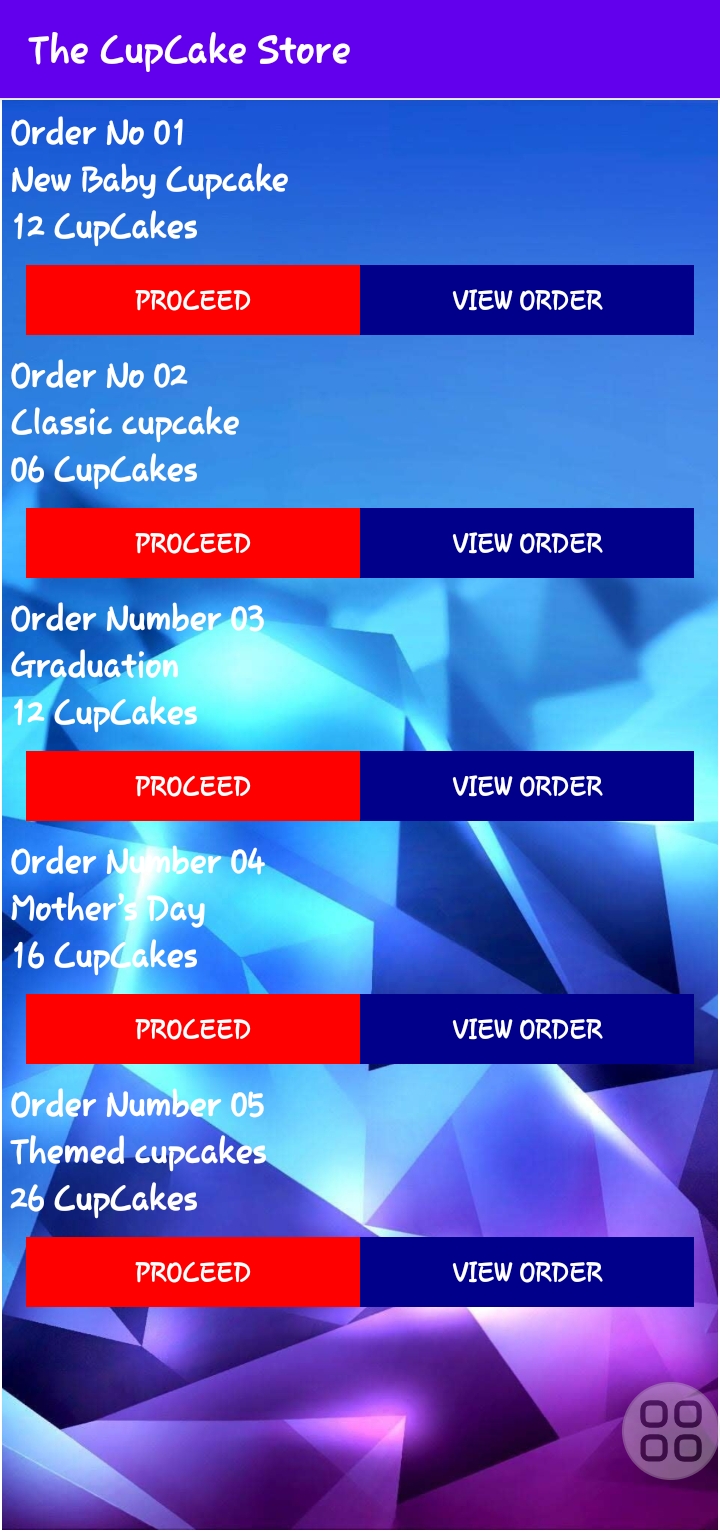 The CupCake Store
Order No 01
New Baby Cupcake
12 CupCakes
PROCEED VIEW ORDER
Order No 02
Classic cupcake
06 CupCakes
PROCEED VIEW ORDER
Order Number 03
Graduation
12 CupCakes
PROCEED VIEW ORDER
Order Number 04
Mother's Day
16 CupCakes
PROCEED VIEW ORDER
Order Number 05
Themed cupcakes
26 CupCakes
PROCEED VIEW ORDER